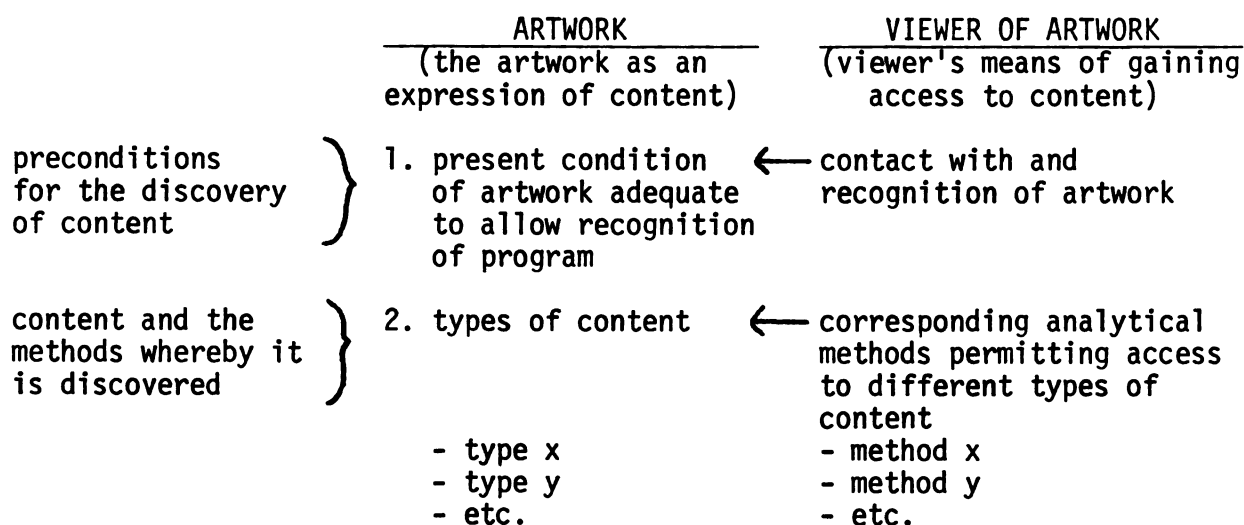 ARTWORK VIEWER OF ARTWORK
(the artwork as an (viewer's means of gaining
expression of content) access to content)
preconditions 1. present condition ← contact with and
for the discovery of artwork adequate recognition of artwork
of content to allow recognition
of program
content and the 2. types of content ← corresponding analytical
methods whereby it methods permitting access
is discovered to different types of
content
- type x - method x
- type y - method y
- etc. - etc.